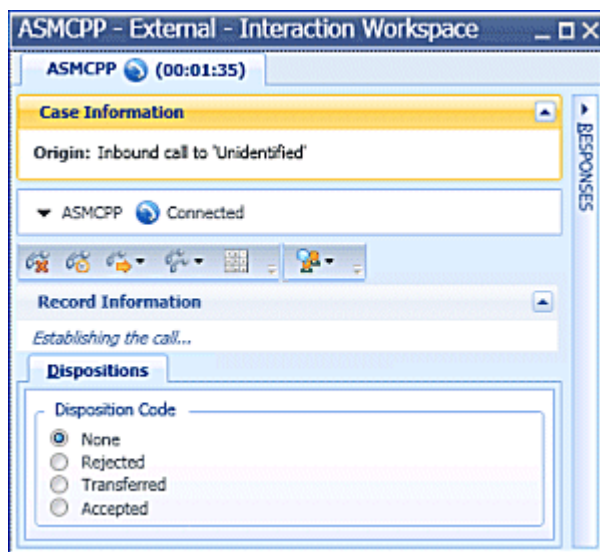 ASMCPP - External - Interaction Workspace
ASMCPP (00:01:35)
Case Information
Origin: Inbound call to 'Unidentified'
RESPONSES
ASMCPP Connected
Record Information
Establishing the call...
Dispositions
Disposition Code
None
Rejected
Transferred
Accepted